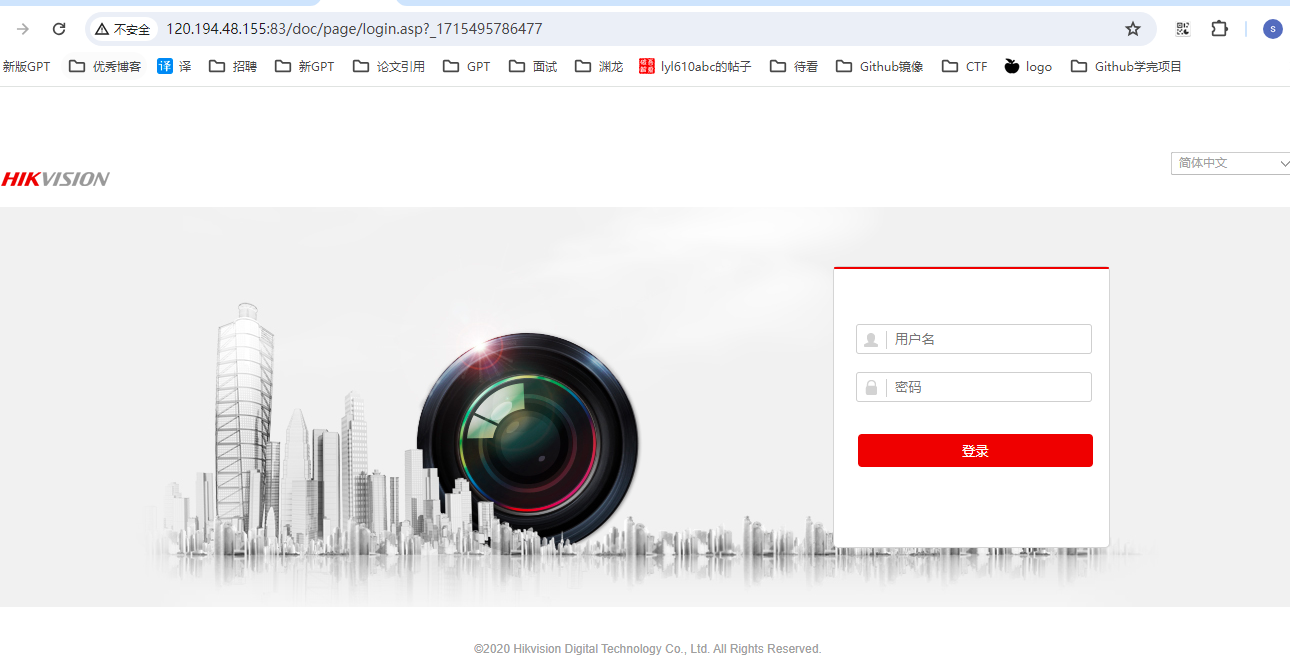 不安全 120.194.48.155:83/doc/page/login.asp?_1715495786477 s
新版GPT 优秀博客 译 译 招聘 新GPT 论文引用 GPT 面试 渊龙 lyl610abc的帖子 待看 Github镜像 CTF logo Github学完项目
简体中文
HIKVISION
用户名
密码
登录
©2020 Hikvision Digital Technology Co., Ltd. All Rights Reserved.